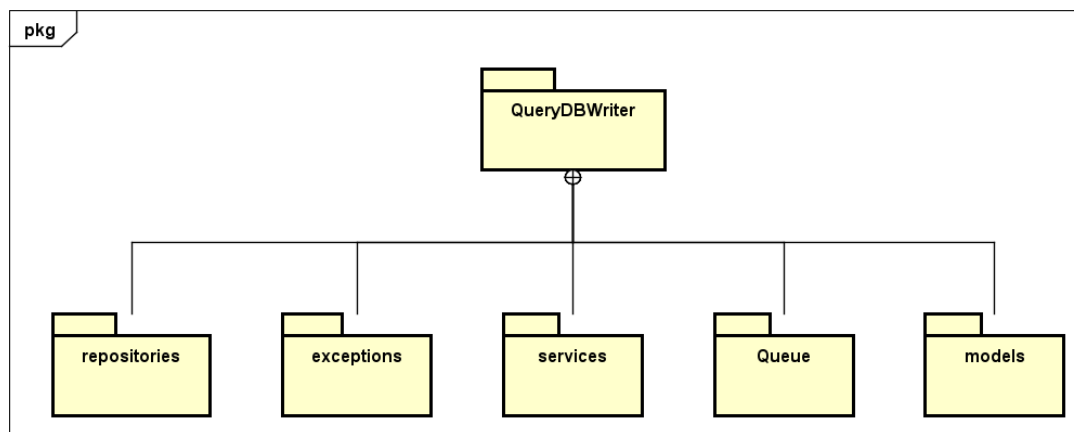 pkg
QueryDBWriter
repositories
exceptions
services
Queue
models